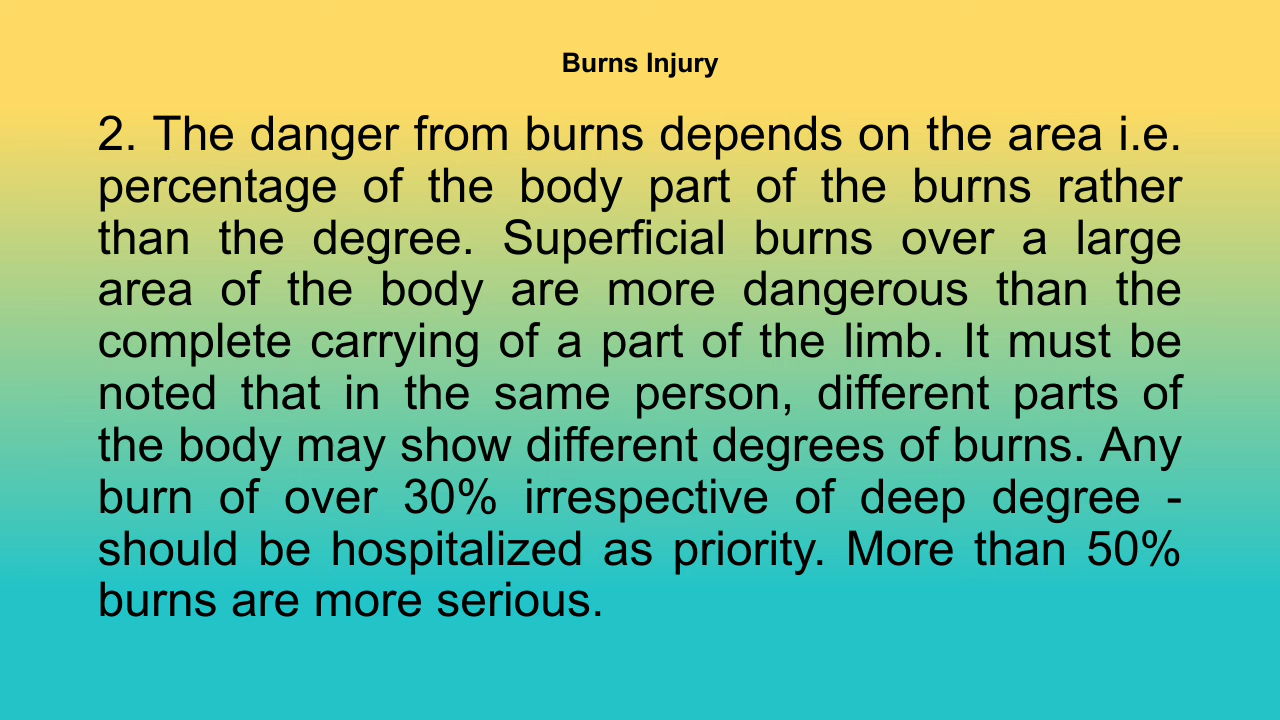 Burns Injury
2. The danger from burns depends on the area i.e.
percentage of the body part of the burns rather
than the degree. Superficial burns over a large
area of the body are more dangerous than the
complete carrying of a part of the limb. It must be
noted that in the same person, different parts of
the body may show different degrees of burns. Any
burn of over 30% irrespective of deep degree -
should be hospitalized as priority. More than 50%
burns are more serious.